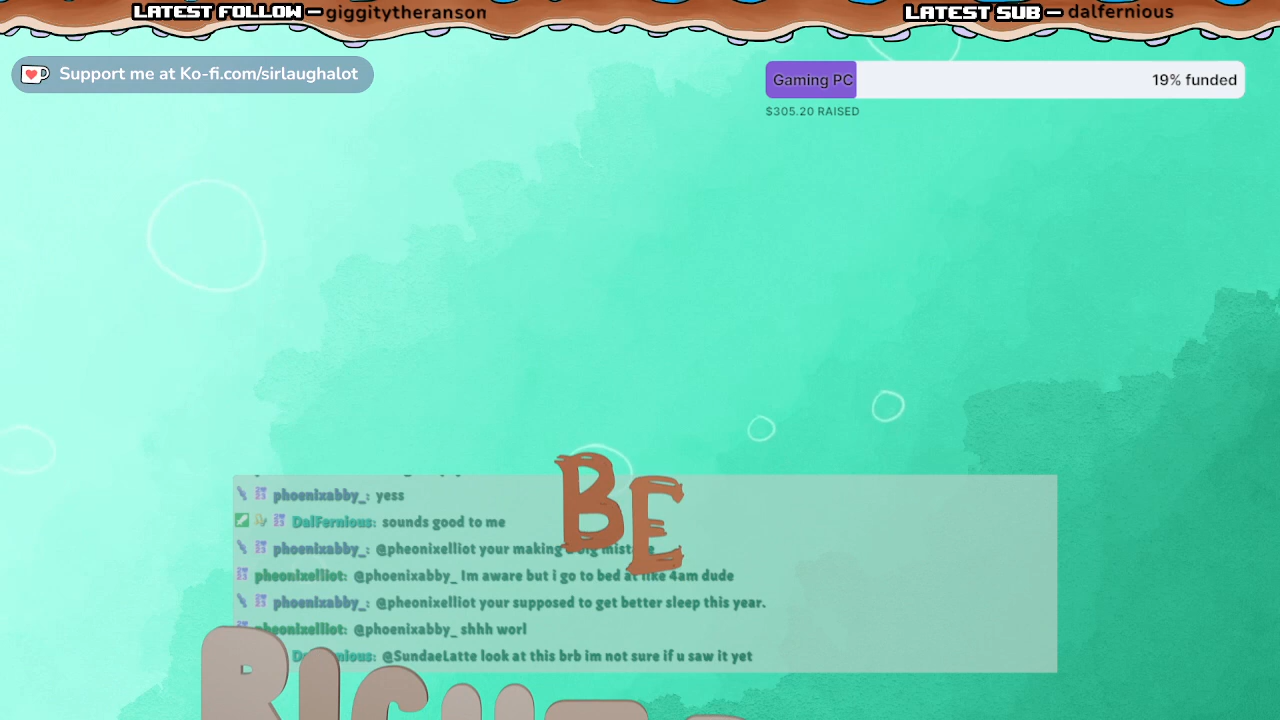 LATEST FOLLOW – giggitytheranson
LATEST SUB – dalfernious
Support me at Ko-fi.com/sirlaughalot
Gaming PC
19% funded
$305.20 RAISED
BE
phoenixabby_: yess
DalFernious: sounds good to me
phoenixabby_: @pheonixelliot your making
pheonixelliot: @phoenixabby_ Im aware but i go to bed at like 4am dude
phoenixabby_: @pheonixelliot your supposed to get better sleep this year.
pheonixelliot: @phoenixabby_ shhh worl
@SundaeLatte look at this brb im not sure if u saw it yet